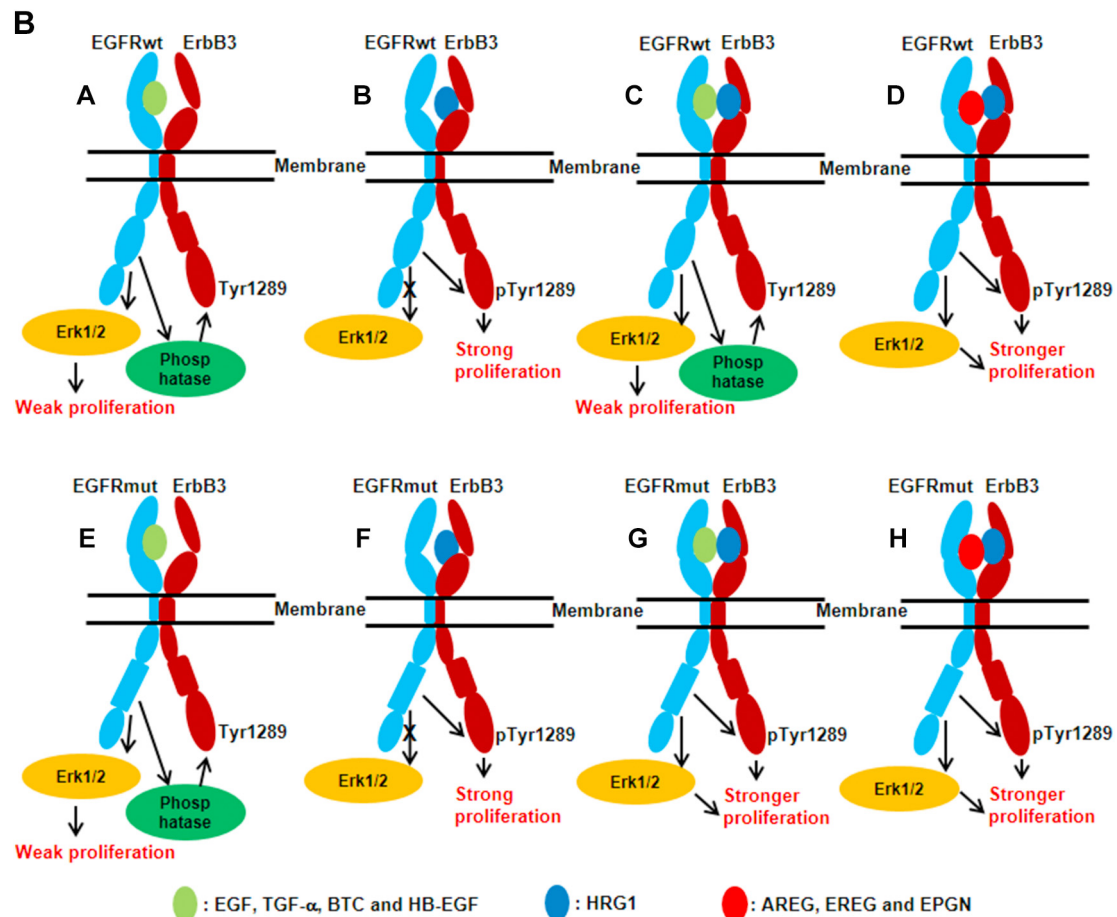 B
EGFRwt ErbB3
A
Membrane
Tyr1289
Erk1/2
Phosp
hatase
Weak proliferation
EGFRwt ErbB3
B
Membrane
X
pTyr1289
Erk1/2
Strong
proliferation
EGFRwt ErbB3
C
Membrane
Tyr1289
Erk1/2
Phosp
hatase
Weak proliferation
EGFRwt ErbB3
D
pTyr1289
Erk1/2
Stronger
proliferation
EGFRmut ErbB3
E
Membrane
Tyr1289
Erk1/2
Phosp
hatase
Weak proliferation
EGFRmut ErbB3
F
Membrane
X
pTyr1289
Erk1/2
Strong
proliferation
EGFRmut ErbB3
G
Membrane
pTyr1289
Erk1/2
Stronger
proliferation
EGFRmut ErbB3
H
pTyr1289
Erk1/2
Stronger
proliferation
: EGF, TGF-α, BTC and HB-EGF
: HRG1
: AREG, EREG and EPGN